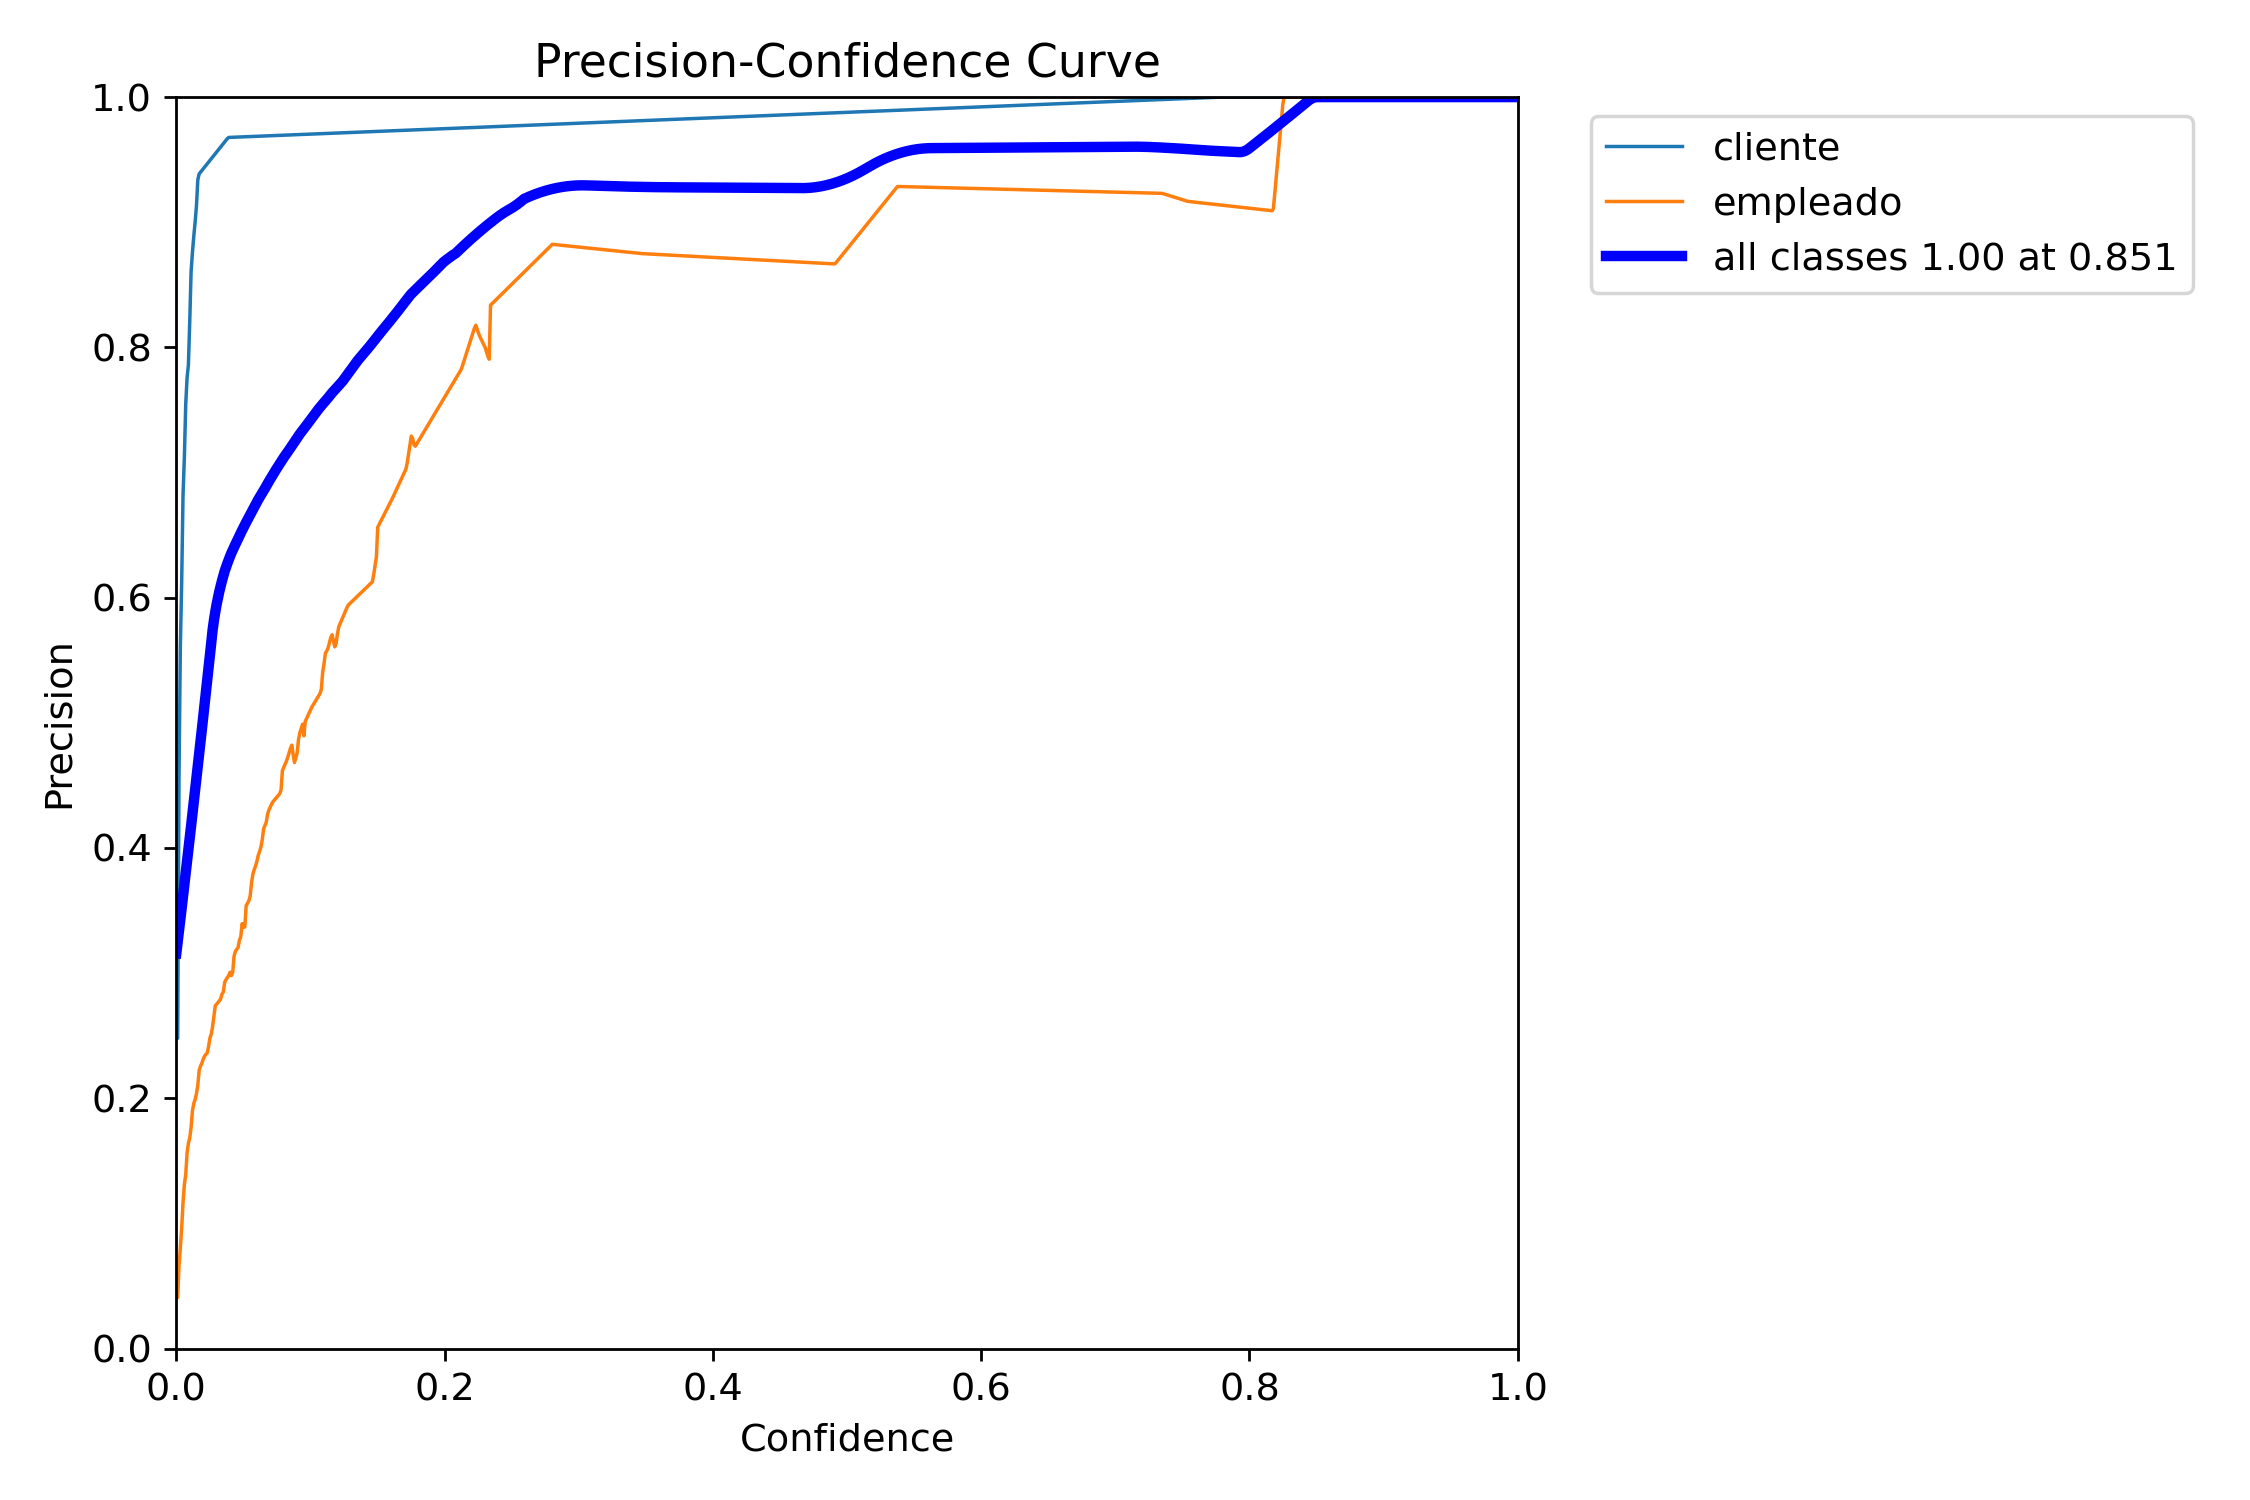 Precision-Confidence Curve
1.0
0.8
0.6
0.4
0.2
0.0
Precision
0.0 0.2 0.4 0.6 0.8 1.0
Confidence
cliente
empleado
all classes 1.00 at 0.851